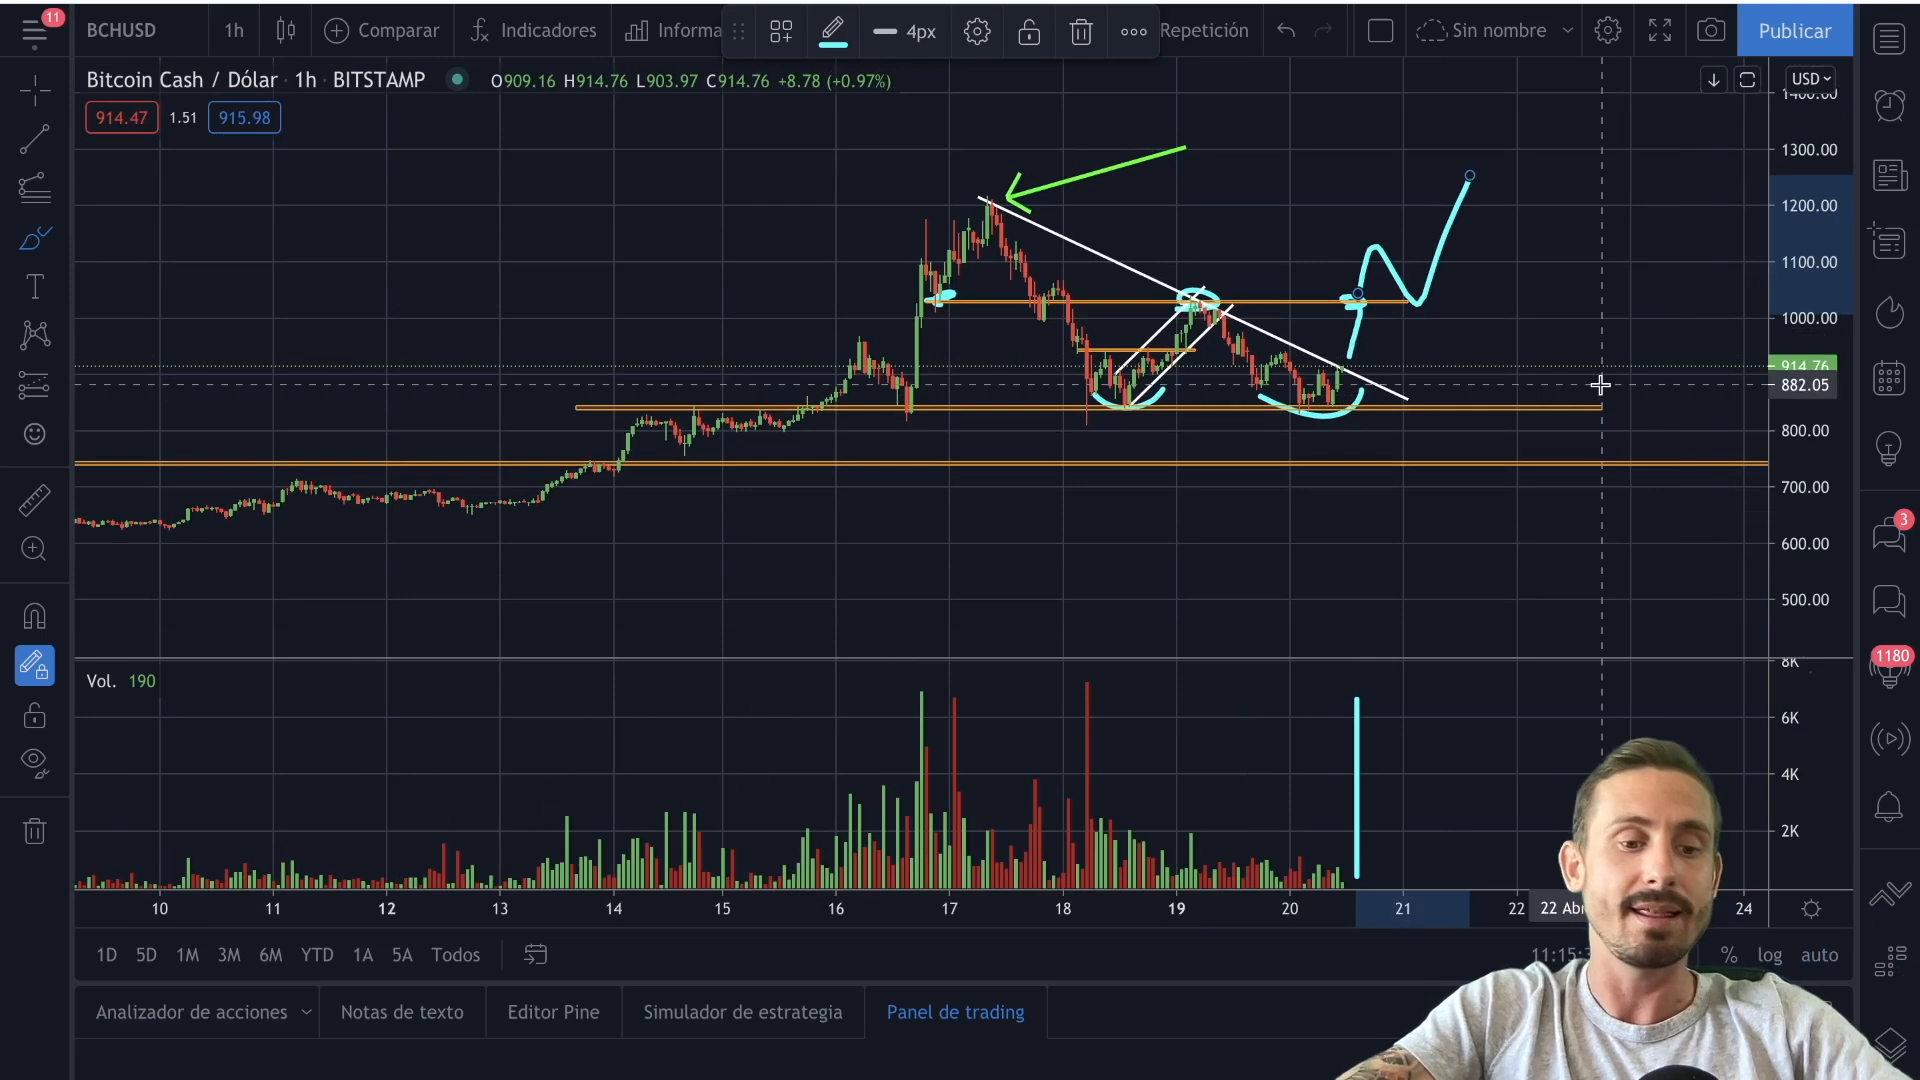 11
BCHUSD
1h
Comparar
Indicadores
Informa
4px
Repetición
Sin nombre
Publicar
Bitcoin Cash / Dólar · 1h · BITSTAMP
O909.16 H914.76 L903.97 C914.76 +8.78 (+0.97%)
USD
914.47
1.51
915.98
1400.00
1300.00
1200.00
1100.00
1000.00
914.76
882.05
800.00
700.00
600.00
500.00
3
1180
Vol. 190
8K
6K
4K
2K
10
11
12
13
14
15
16
17
18
19
20
21
22
22 Ab
24
1D
5D
1M
3M
6M
YTD
1A
5A
Todos
11:15:
%
log
auto
Analizador de acciones
Notas de texto
Editor Pine
Simulador de estrategia
Panel de trading